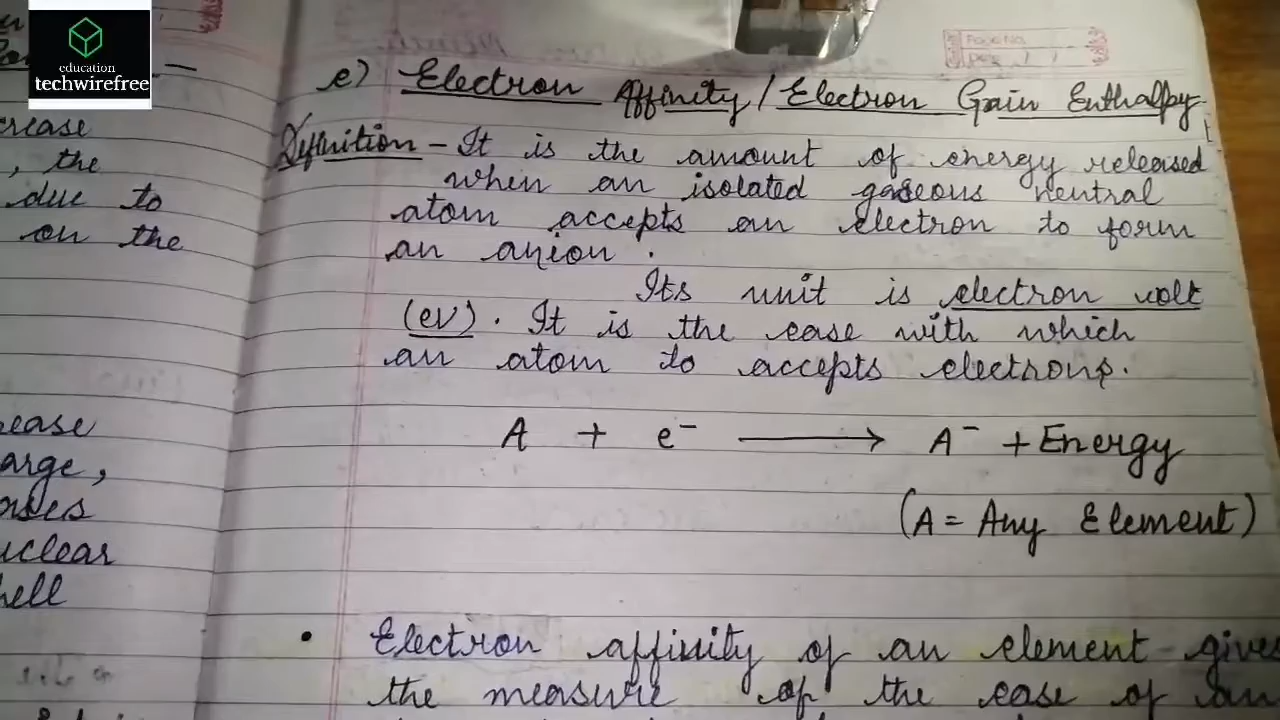 education
techwirefree
crease
, the
due to
on the
ease
arge,
uclear
hell
Page No.
e) Electron Affinity / Electron Gain Enthalpy
Definition - It is the amount of energy released
when an isolated gaseous neutral
atom accepts an electron to form
an anion.
Its unit is electron volt
(ev). It is the ease with which
an atom to accepts electrons.
A + e⁻ ⟶ A⁻ + Energy
(A = Any Element)
• Electron affinity of an element gives
the measure of the ease of an